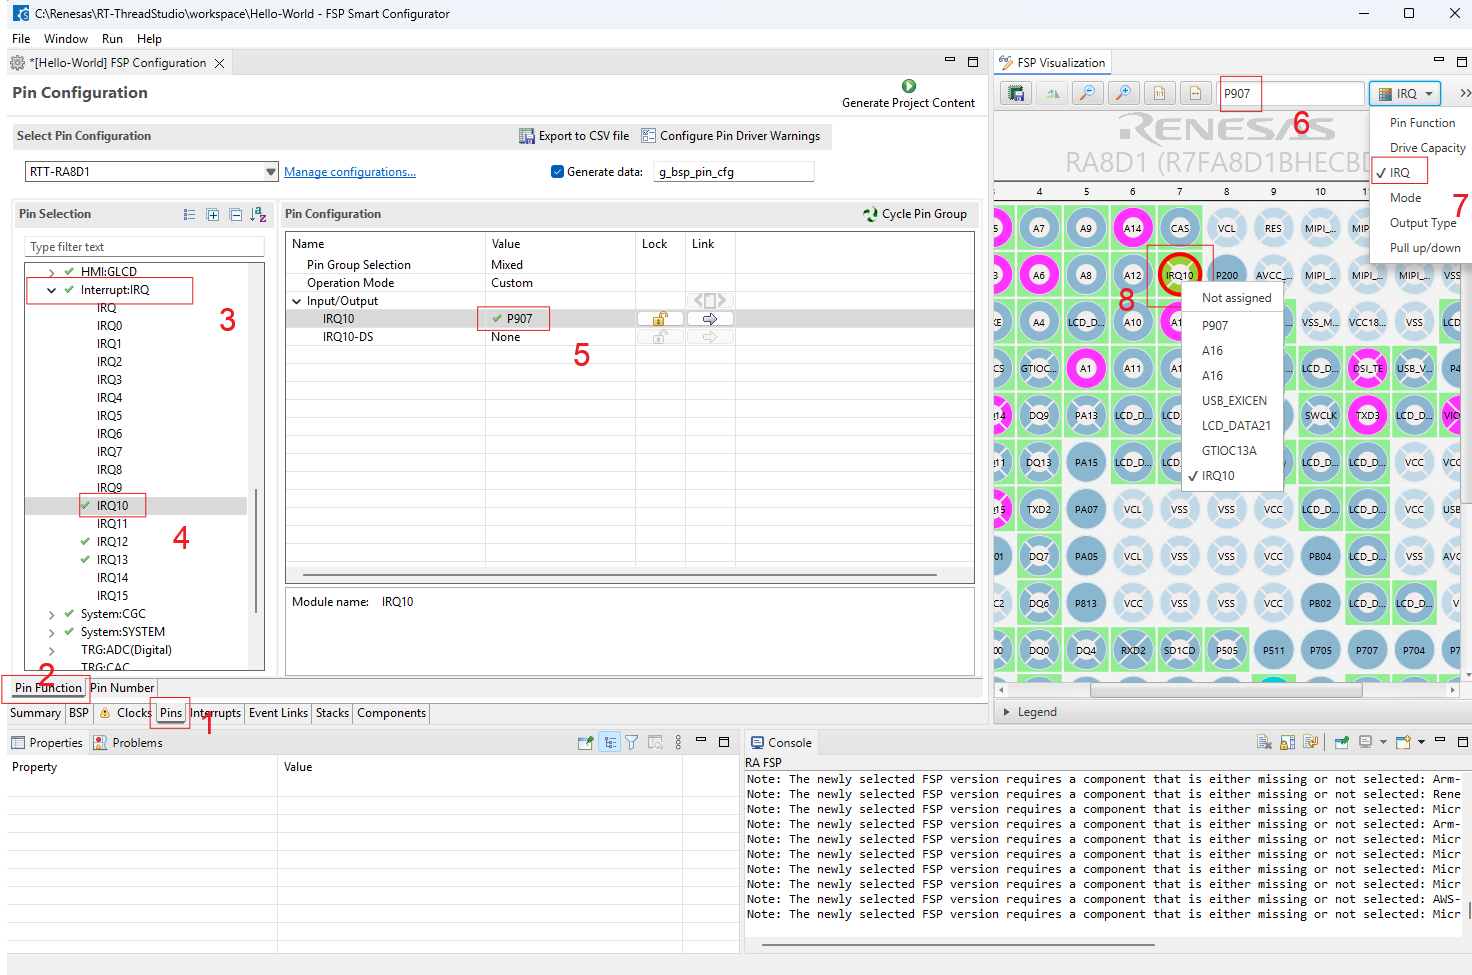 C:\Renesas\RT-ThreadStudio\workspace\Hello-World - FSP Smart Configurator
File Window Run Help
*[Hello-World] FSP Configuration
Pin Configuration
Generate Project Content
Select Pin Configuration
Export to CSV file
Configure Pin Driver Warnings
RTT-RA8D1
Manage configurations...
Generate data:
g_bsp_pin_cfg
Pin Selection
Type filter text
HMI:GLCD
Interrupt:IRQ
3
IRQ
IRQ0
IRQ1
IRQ2
IRQ3
IRQ4
IRQ5
IRQ6
IRQ7
IRQ8
IRQ9
IRQ10
IRQ11
4
IRQ12
IRQ13
IRQ14
IRQ15
System:CGC
System:SYSTEM
TRG:ADC(Digital)
TRG:CAC
2
Pin Function Pin Number
Summary BSP Clocks Pins Interrupts Event Links Stacks Components
1
Pin Configuration
Cycle Pin Group
Name Value Lock Link
Pin Group Selection Mixed
Operation Mode Custom
Input/Output
IRQ10 P907
IRQ10-DS None
5
Module name: IRQ10
FSP Visualization
P907
IRQ
6
Pin Function
Drive Capacity
IRQ
Mode
Output Type
Pull up/down
7
RENESAS
RA8D1 (R7FA8D1BHECBD
4 5 6 7 8 9 10 11
A7 A9 A14 CAS VCL RES MIPI_... MIP
A6 A8 A12 IRQ10 P200 AVCC_... MIPI_... MIPI_... MIPI_... VSS
8
A4 LCD_D... A10 VSS_M... VCC18... VSS
GTIOC... A1 A11 LCD_D... DSI_TE USB_V... P4
DQ9 PA13 LCD_D... SWCLK TXD3 LCD_D...
DQ13 PA15 LCD_D... LCD_D... LCD_D... VCC VCC
TXD2 PA07 VCL VSS VSS VCC LCD_D... LCD_D... VCC USB
DQ7 PA05 VCL VSS VSS VCC PB04 LCD_D... VSS AVC
DQ6 P813 VCC VSS VSS VCC PB02 LCD_D... LCD_D...
DQ0 DQ4 RXD2 SD1CD P505 P511 P705 P707 P704 P7
Not assigned
P907
A16
A16
USB_EXICEN
LCD_DATA21
GTIOC13A
IRQ10
Legend
Properties Problems
Property Value
Console
RA FSP
Note: The newly selected FSP version requires a component that is either missing or not selected: Arm-
Note: The newly selected FSP version requires a component that is either missing or not selected: Rene
Note: The newly selected FSP version requires a component that is either missing or not selected: Micr
Note: The newly selected FSP version requires a component that is either missing or not selected: Arm-
Note: The newly selected FSP version requires a component that is either missing or not selected: Micr
Note: The newly selected FSP version requires a component that is either missing or not selected: Micr
Note: The newly selected FSP version requires a component that is either missing or not selected: Micr
Note: The newly selected FSP version requires a component that is either missing or not selected: Micr
Note: The newly selected FSP version requires a component that is either missing or not selected: AWS-
Note: The newly selected FSP version requires a component that is either missing or not selected: Micr